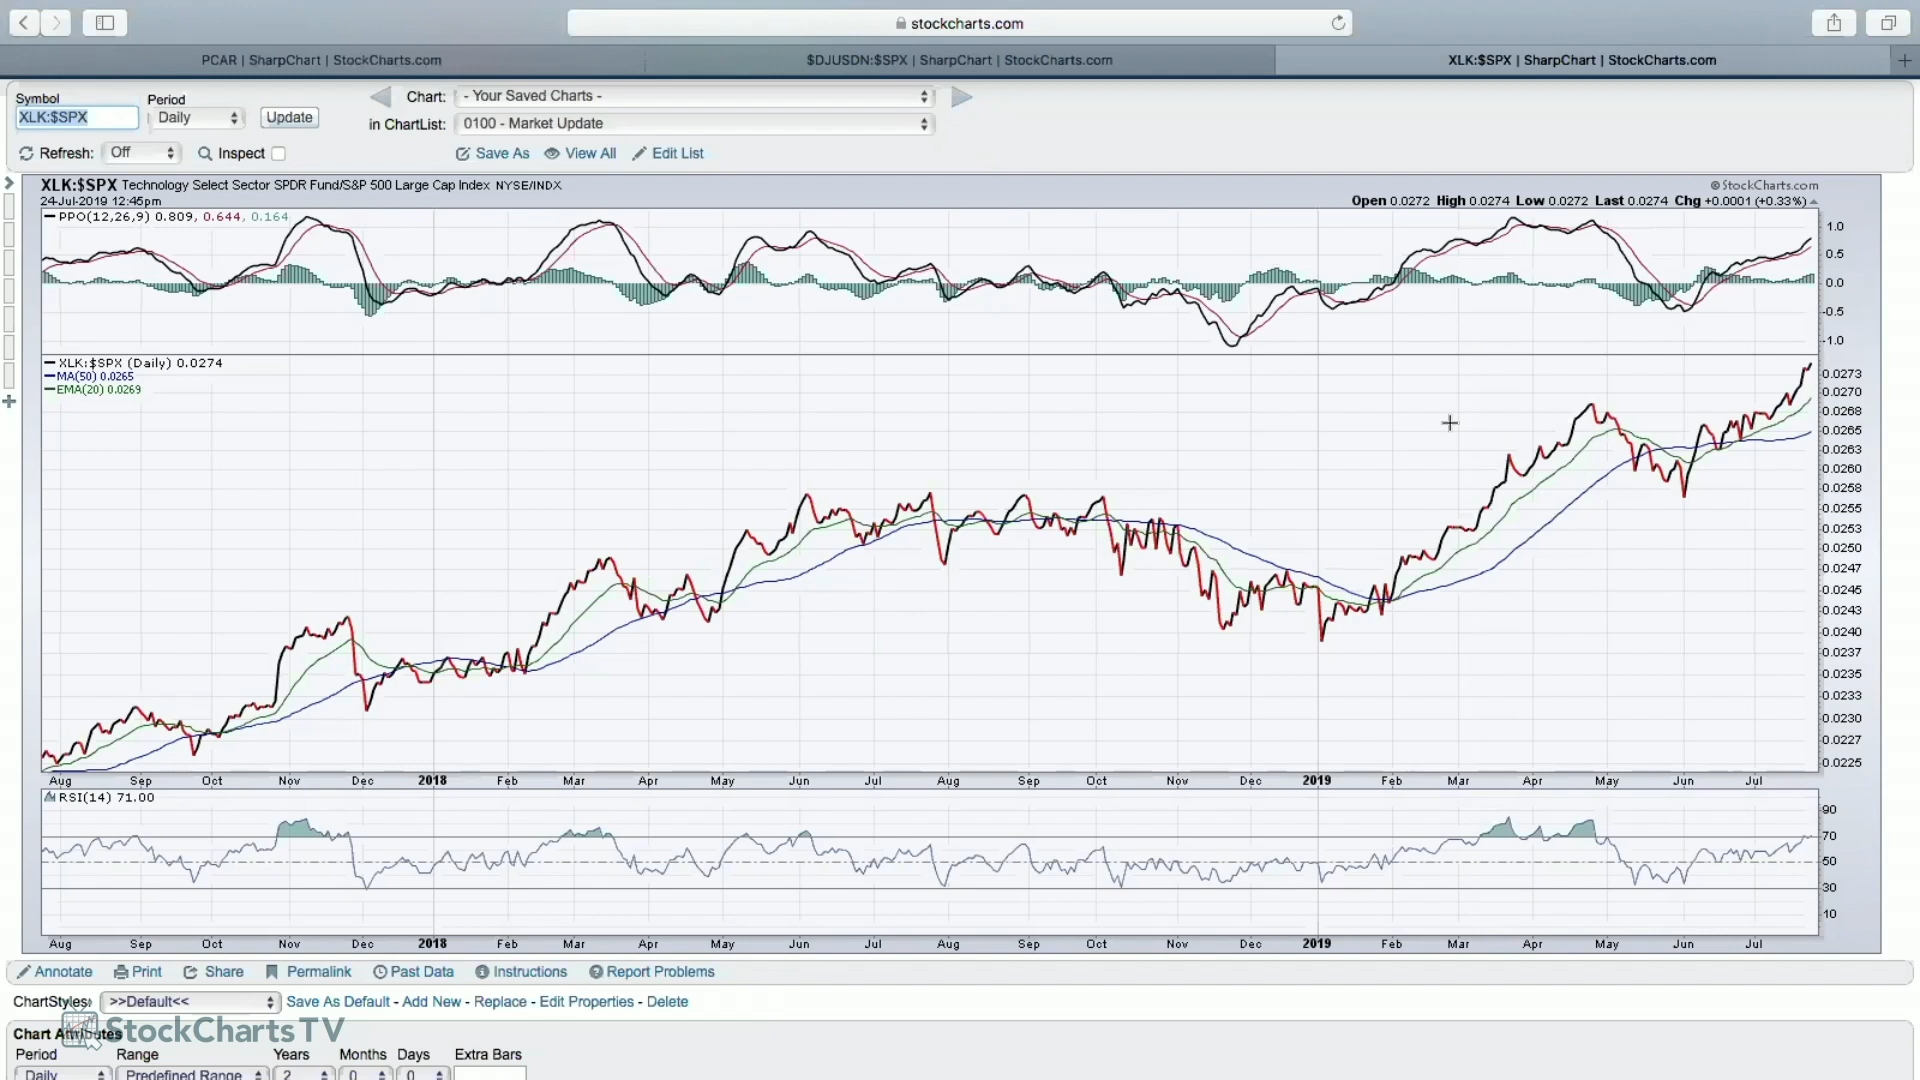 stockcharts.com
PCAR | SharpChart | StockCharts.com
$DJUSDN:$SPX | SharpChart | StockCharts.com
XLK:$SPX | SharpChart | StockCharts.com
Symbol
Period
XLK:$SPX
Daily
Update
Chart:
- Your Saved Charts -
in ChartList:
0100 - Market Update
Refresh:
Off
Inspect
Save As
View All
Edit List
XLK:$SPX Technology Select Sector SPDR Fund/S&P 500 Large Cap Index NYSE/INDX
© StockCharts.com
24-Jul-2019 12:45pm
Open 0.0272 High 0.0274 Low 0.0272 Last 0.0274 Chg +0.0001 (+0.33%)
PPO(12,26,9) 0.809, 0.644, 0.164
1.0
0.5
0.0
-0.5
-1.0
XLK:$SPX (Daily) 0.0274
MA(50) 0.0265
EMA(20) 0.0269
0.0273
0.0270
0.0268
0.0265
0.0263
0.0260
0.0258
0.0255
0.0253
0.0250
0.0247
0.0245
0.0243
0.0240
0.0237
0.0235
0.0233
0.0230
0.0227
0.0225
Aug Sep Oct Nov Dec 2018 Feb Mar Apr May Jun Jul Aug Sep Oct Nov Dec 2019 Feb Mar Apr May Jun Jul
RSI(14) 71.00
90
70
50
30
10
Aug Sep Oct Nov Dec 2018 Feb Mar Apr May Jun Jul Aug Sep Oct Nov Dec 2019 Feb Mar Apr May Jun Jul
Annotate Print Share Permalink Past Data Instructions Report Problems
ChartStyles: >>Default<< Save As Default - Add New - Replace - Edit Properties - Delete
Chart Attributes
StockCharts TV
Period Range Years Months Days Extra Bars
Daily Predefined Range 2 0 0